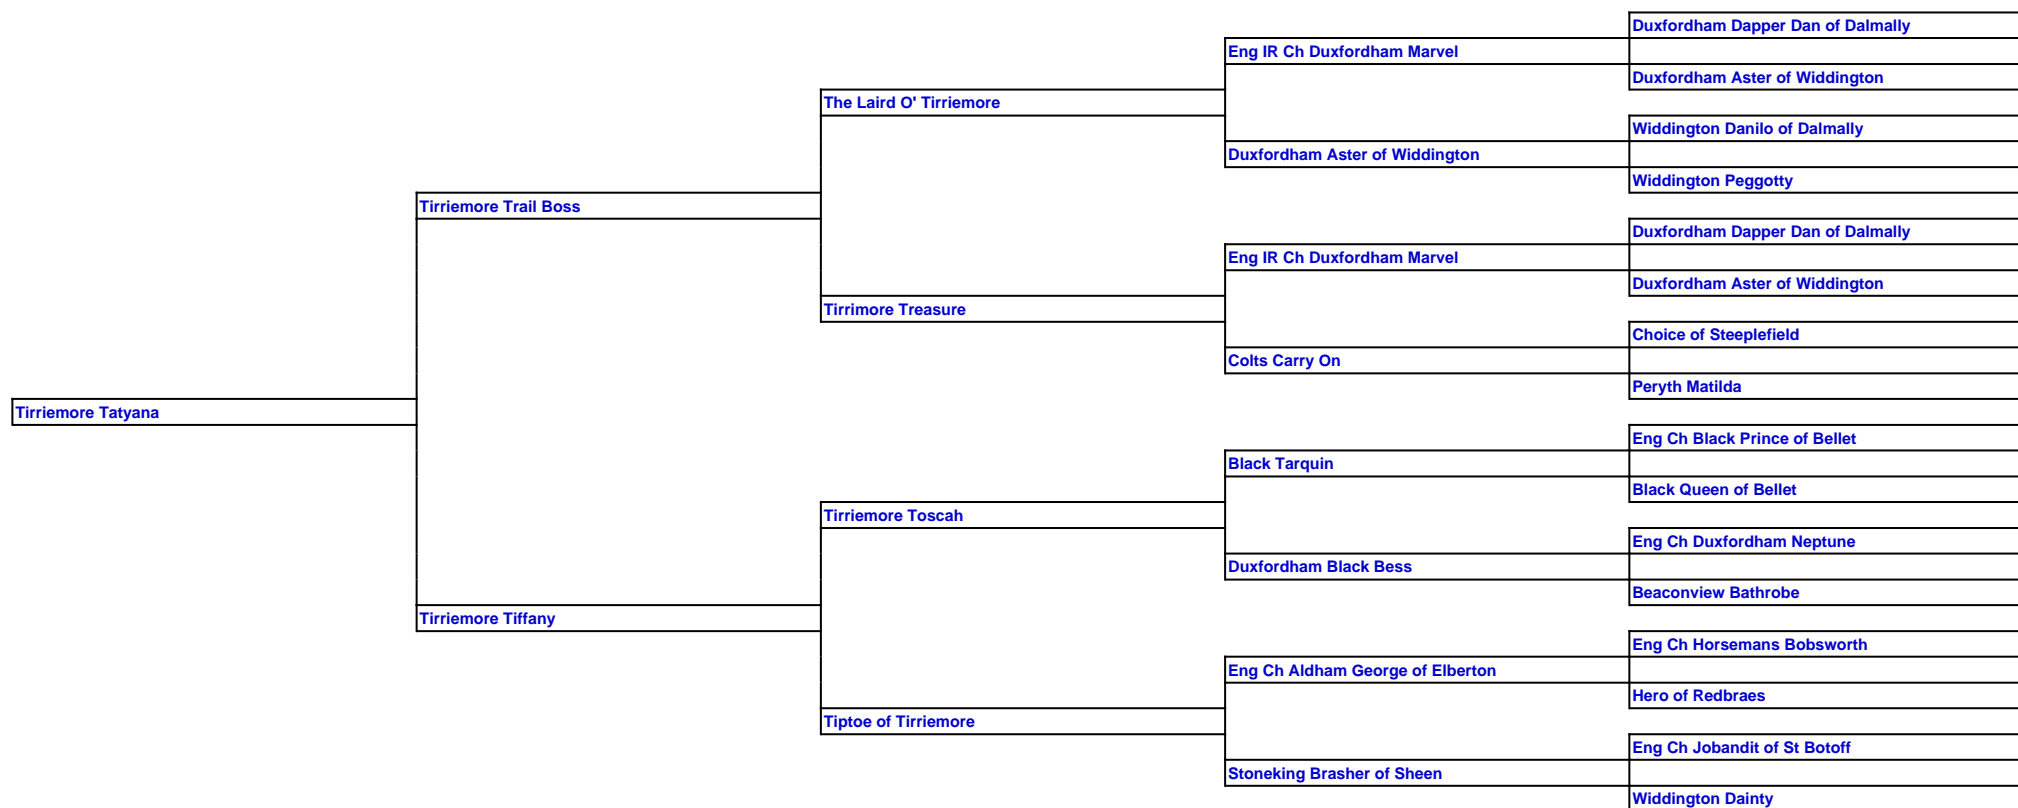 Duxfordham Dapper Dan of Dalmally
Eng IR Ch Duxfordham Marvel
Duxfordham Aster of Widdington
The Laird O' Tirriemore
Widdington Danilo of Dalmally
Duxfordham Aster of Widdington
Widdington Peggotty
Tirriemore Trail Boss
Duxfordham Dapper Dan of Dalmally
Eng IR Ch Duxfordham Marvel
Duxfordham Aster of Widdington
Tirrimore Treasure
Choice of Steeplefield
Colts Carry On
Peryth Matilda
Tirriemore Tatyana
Eng Ch Black Prince of Bellet
Black Tarquin
Black Queen of Bellet
Tirriemore Toscah
Eng Ch Duxfordham Neptune
Duxfordham Black Bess
Beaconview Bathrobe
Tirriemore Tiffany
Eng Ch Horsemans Bobsworth
Eng Ch Aldham George of Elberton
Hero of Redbraes
Tiptoe of Tirriemore
Eng Ch Jobandit of St Botoff
Stoneking Brasher of Sheen
Widdington Dainty